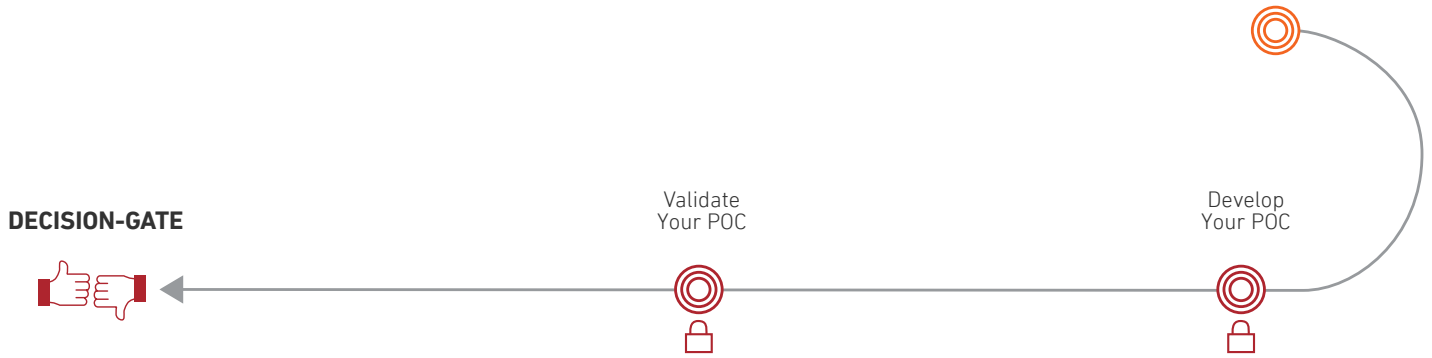 DECISION-GATE
Validate
Your POC
Develop
Your POC